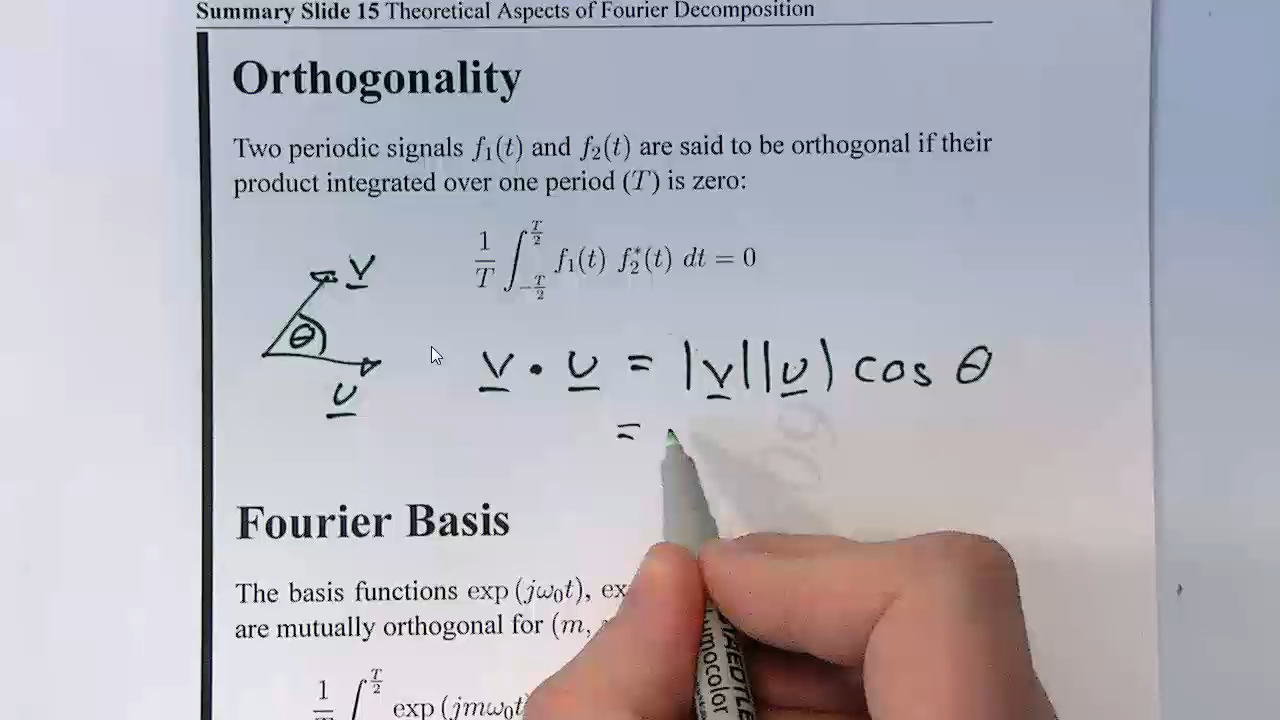 Summary Slide 15 Theoretical Aspects of Fourier Decomposition
Orthogonality
Two periodic signals f₁(t) and f₂(t) are said to be orthogonal if their
product integrated over one period (T) is zero:
1/T ∫_{-T/2}^{T/2} f₁(t) f₂*(t) dt = 0
v
θ
u
v · u = |v||u| cos θ
=
Fourier Basis
The basis functions exp (jω₀t),
are mutually orthogonal for (m,
1/T ∫^{T/2} exp (jmω₀t